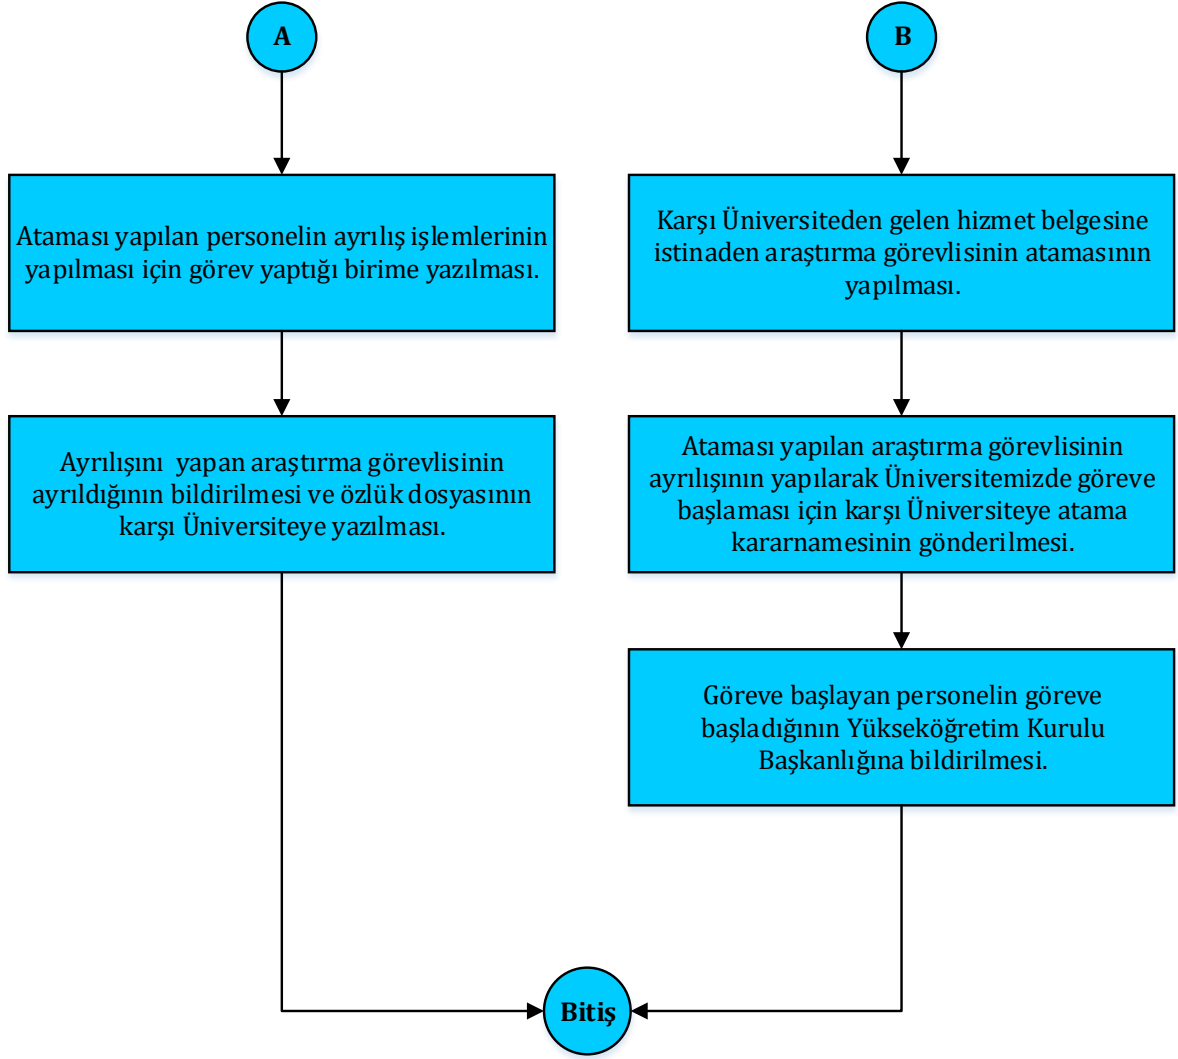 A
Ataması yapılan personelin ayrılış işlemlerinin
yapılması için görev yaptığı birime yazılması.
Ayrılışını yapan araştırma görevlisinin
ayrıldığının bildirilmesi ve özlük dosyasının
karşı Üniversiteye yazılması.
B
Karşı Üniversiteden gelen hizmet belgesine
istinaden araştırma görevlisinin atamasının
yapılması.
Ataması yapılan araştırma görevlisinin
ayrılışının yapılarak Üniversitemizde göreve
başlaması için karşı Üniversiteye atama
kararnamesinin gönderilmesi.
Göreve başlayan personelin göreve
başladığının Yükseköğretim Kurulu
Başkanlığına bildirilmesi.
Bitiş